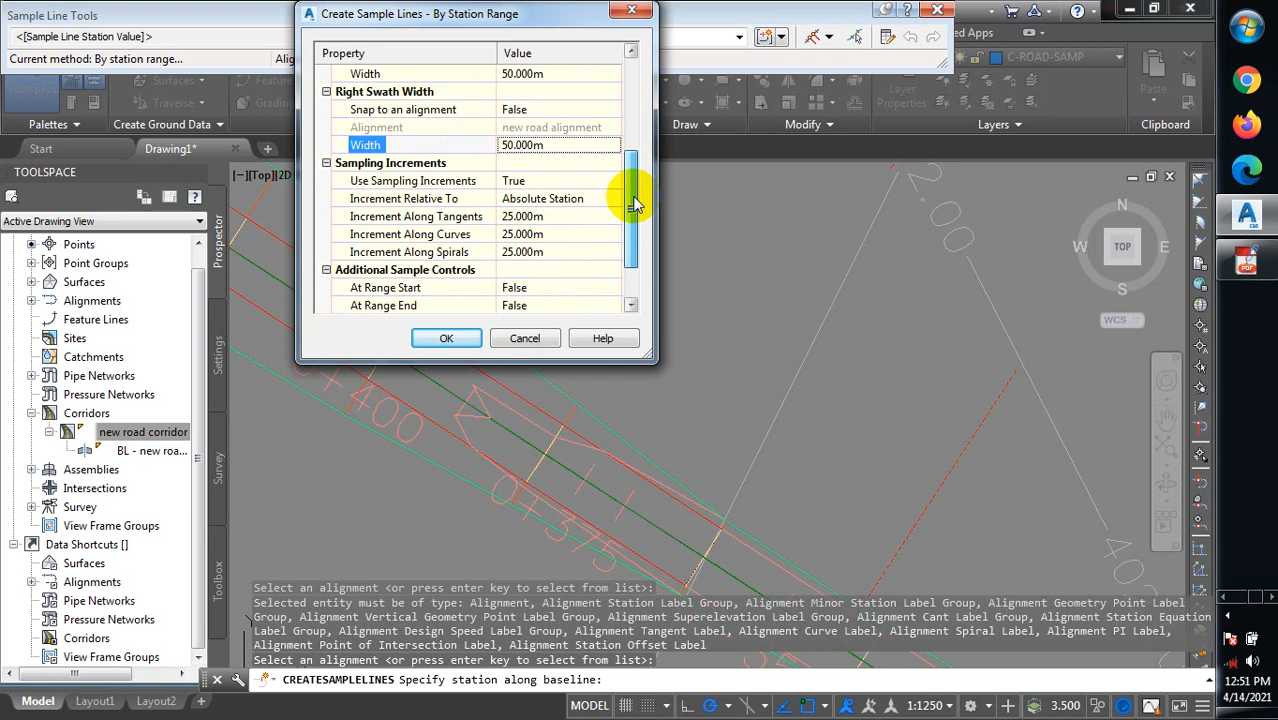 Sample Line Tools
<[Sample Line Station Value]>
Current method: By station range...
Create Sample Lines - By Station Range
Property Value
Width 50.000m
Right Swath Width
Snap to an alignment False
Alignment new road alignment
Width 50.000m
Sampling Increments
Use Sampling Increments True
Increment Relative To Absolute Station
Increment Along Tangents 25.000m
Increment Along Curves 25.000m
Increment Along Spirals 25.000m
Additional Sample Controls
At Range Start False
At Range End False
OK Cancel Help
C-ROAD-SAMP
Surfaces
Traverse
Layer
Properties
Palettes
Create Ground Data
Draw
Modify
Layers
Clipboard
Paste
Start
Drawing1*
[−][Top][2D
TOOLSPACE
Active Drawing View
Points
Point Groups
Surfaces
Alignments
Feature Lines
Sites
Catchments
Pipe Networks
Pressure Networks
Corridors
new road corridor
BL - new roa...
Assemblies
Intersections
Survey
View Frame Groups
Data Shortcuts []
Surfaces
Alignments
Pipe Networks
Pressure Networks
Corridors
View Frame Groups
Prospector
Settings
Survey
Toolbox
N
W TOP E
S
WCS
0+400
0+375
Select an alignment <or press enter key to select from list>:
Selected entity must be of type: Alignment, Alignment Station Label Group, Alignment Minor Station Label Group, Alignment Geometry Point Label
Group, Alignment Vertical Geometry Point Label Group, Alignment Superelevation Label Group, Alignment Cant Label Group, Alignment Station Equation
Label Group, Alignment Design Speed Label Group, Alignment Tangent Label, Alignment Curve Label, Alignment Spiral Label, Alignment PI Label,
Alignment Point of Intersection Label, Alignment Station Offset Label
Select an alignment <or press enter key to select from list>:
CREATESAMPLELINES Specify station along baseline:
Model Layout1 Layout2 +
MODEL
1:1250
3.500
PDF
12:51 PM
4/14/2021